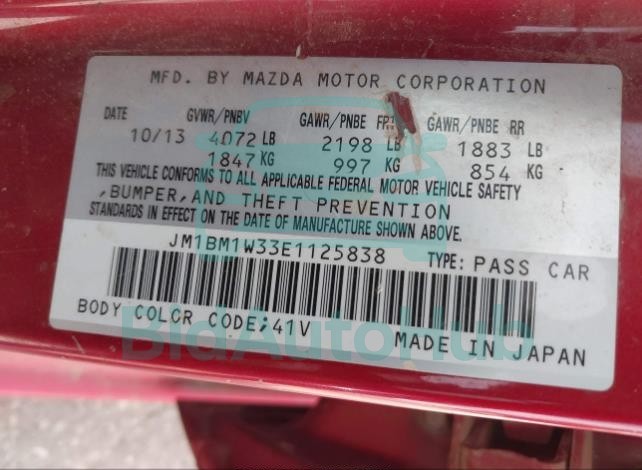 MFD. BY MAZDA MOTOR CORPORATION
DATE GVWR/PNBV GAWR/PNBE GAWR/PNBE RR
10/13 4072 LB 2198 LB 1883 LB
1847 KG 997 KG 854 KG
THIS VEHICLE CONFORMS TO ALL APPLICABLE FEDERAL MOTOR VEHICLE SAFETY
,BUMPER,AND THEFT PREVENTION
STANDARDS IN EFFECT ON THE DATE OF MANUFACTURE SHOWN ABOVE.
JM1BM1W33E1125838 TYPE: PASS CAR
BODY COLOR CODE;41V
MADE IN JAPAN
BidAutoHub